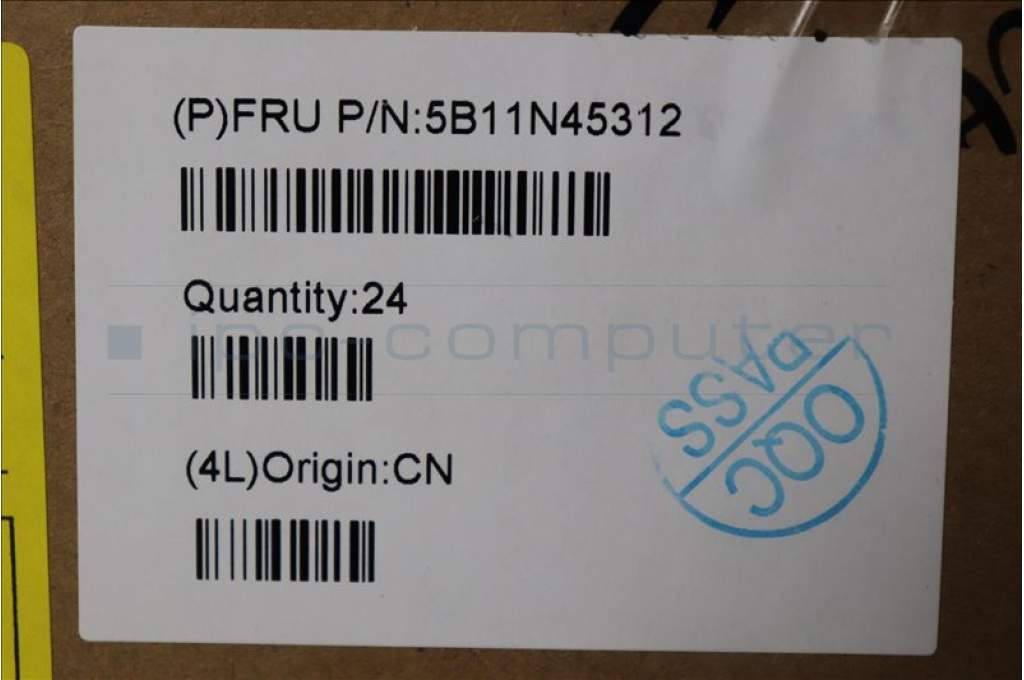 (P)FRU P/N:5B11N45312
Quantity:24
ipc-computer
(4L)Origin:CN
PASS
OQC